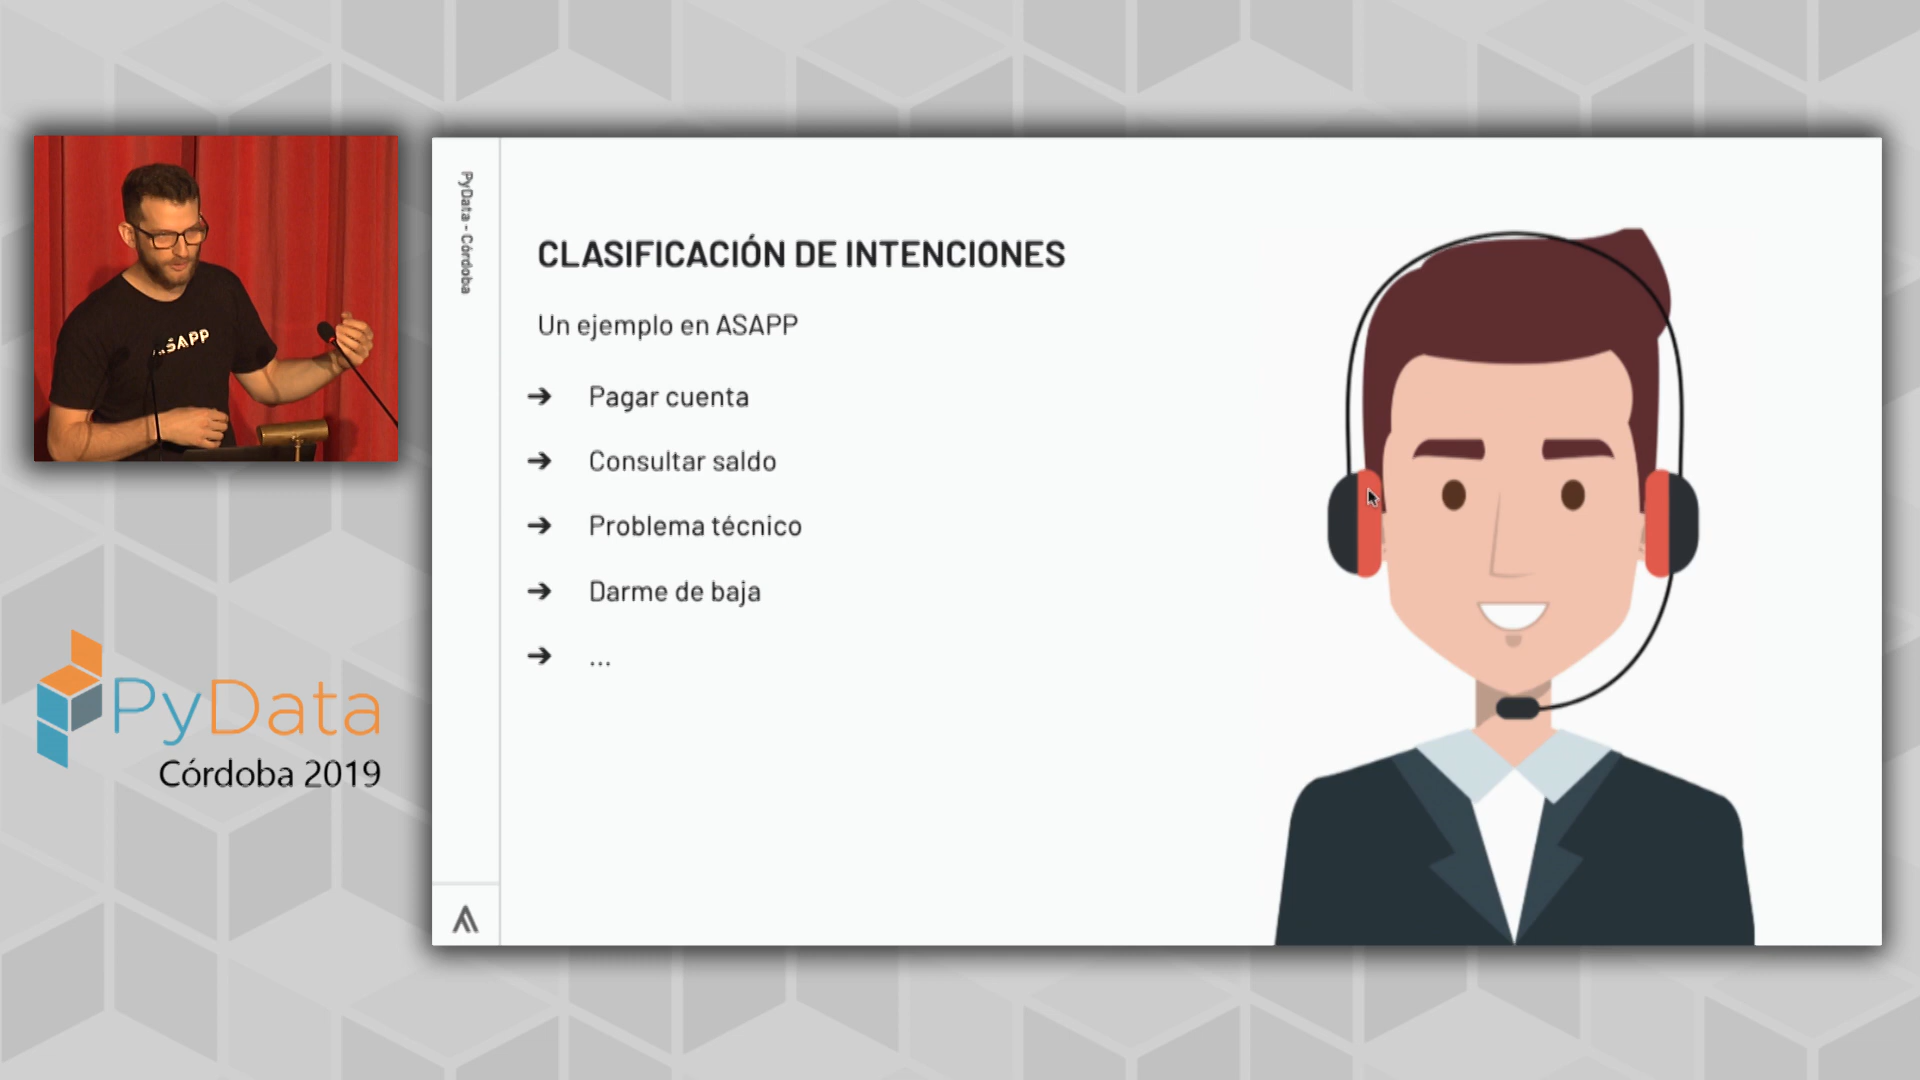 PyData - Córdoba
CLASIFICACIÓN DE INTENCIONES
Un ejemplo en ASAPP
➔ Pagar cuenta
➔ Consultar saldo
➔ Problema técnico
➔ Darme de baja
➔ ...
ASAPP
PyData
Córdoba 2019